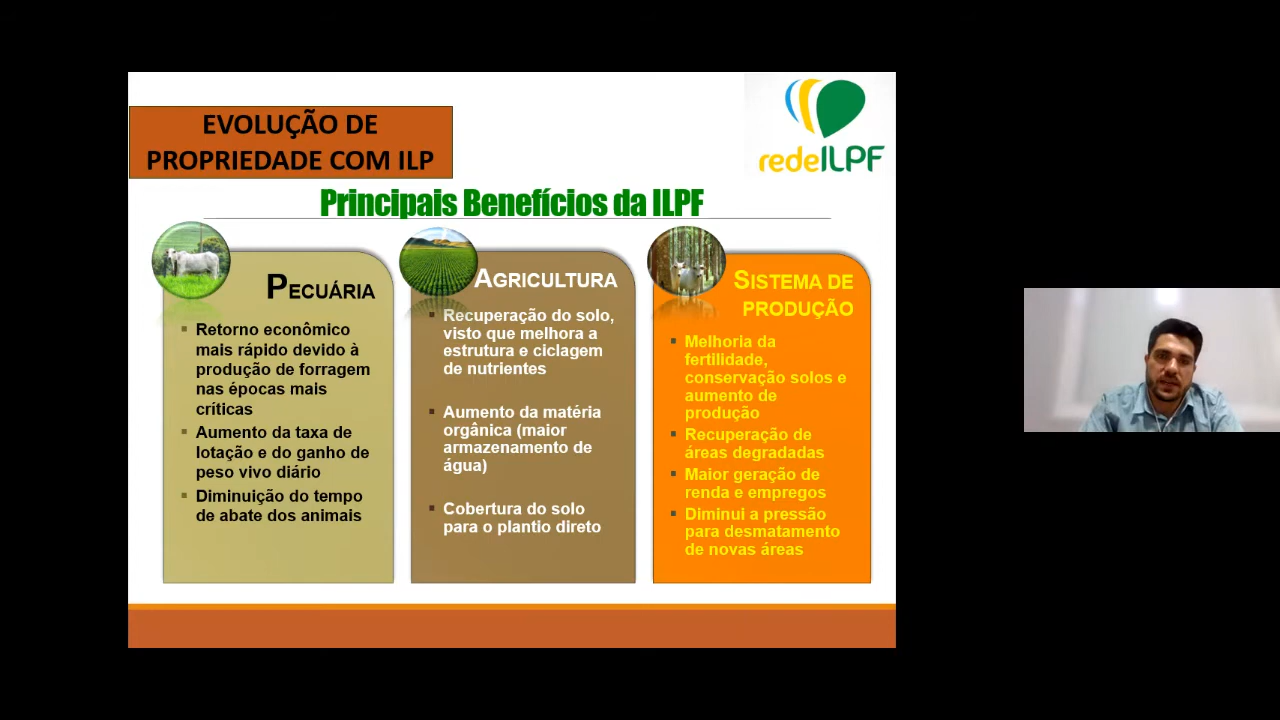 EVOLUÇÃO DE
PROPRIEDADE COM ILP
redeILPF
Principais Benefícios da ILPF
PECUÁRIA
▪ Retorno econômico
mais rápido devido à
produção de forragem
nas épocas mais
críticas
▪ Aumento da taxa de
lotação e do ganho de
peso vivo diário
▪ Diminuição do tempo
de abate dos animais
AGRICULTURA
▪ Recuperação do solo,
visto que melhora a
estrutura e ciclagem
de nutrientes
▪ Aumento da matéria
orgânica (maior
armazenamento de
água)
▪ Cobertura do solo
para o plantio direto
SISTEMA DE
PRODUÇÃO
▪ Melhoria da
fertilidade,
conservação solos e
aumento de
produção
▪ Recuperação de
áreas degradadas
▪ Maior geração de
renda e empregos
▪ Diminui a pressão
para desmatamento
de novas áreas